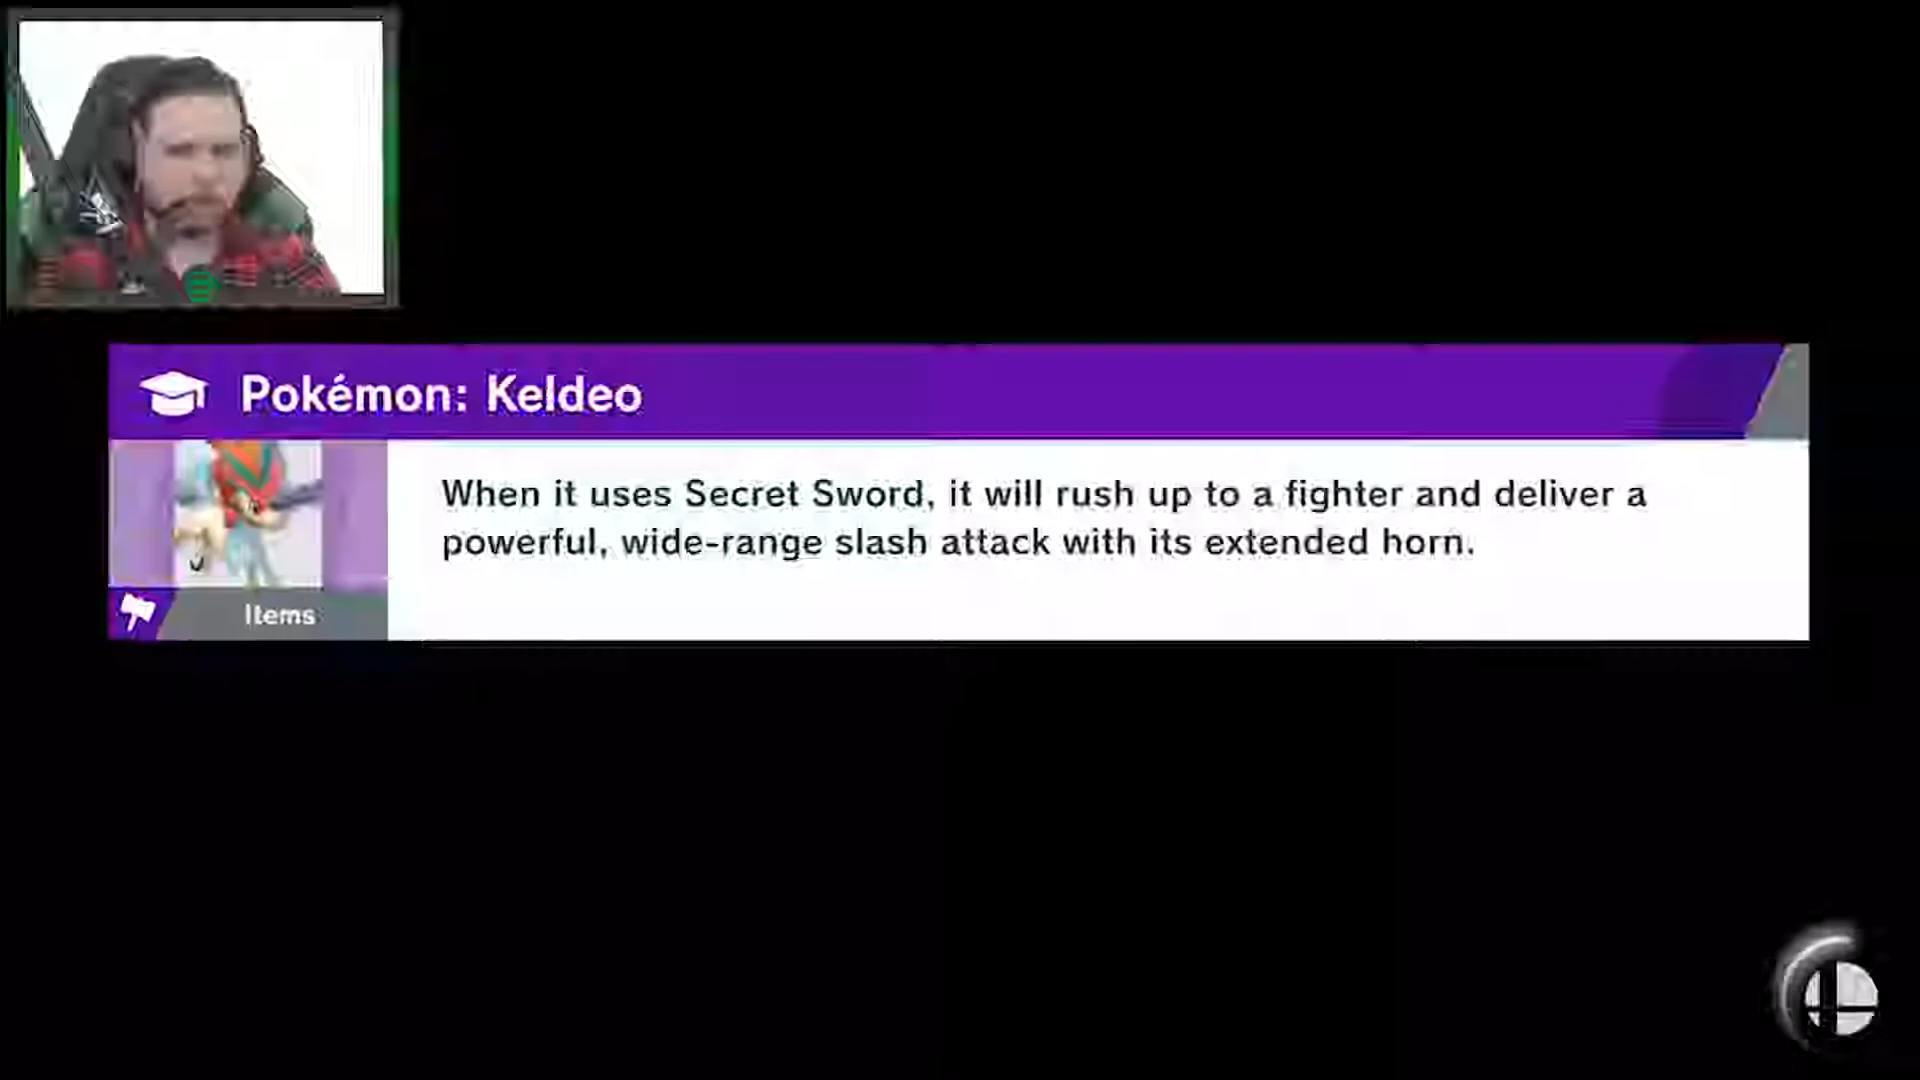 Pokémon: Keldeo
When it uses Secret Sword, it will rush up to a fighter and deliver a
powerful, wide-range slash attack with its extended horn.
Items